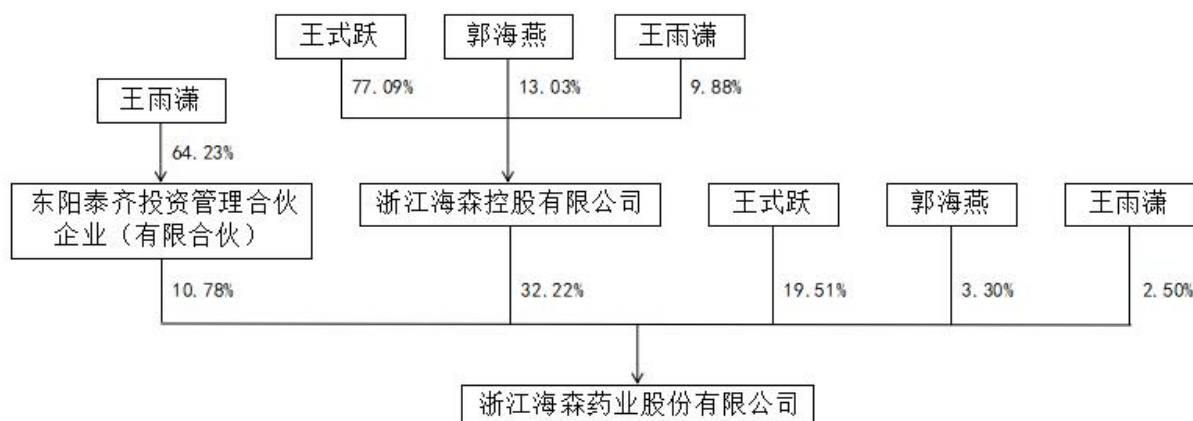 王式跃
郭海燕
王雨潇
77.09%
13.03%
9.88%
王雨潇
64.23%
东阳泰齐投资管理合伙
企业（有限合伙）
浙江海森控股有限公司
王式跃
郭海燕
王雨潇
10.78%
32.22%
19.51%
3.30%
2.50%
浙江海森药业股份有限公司